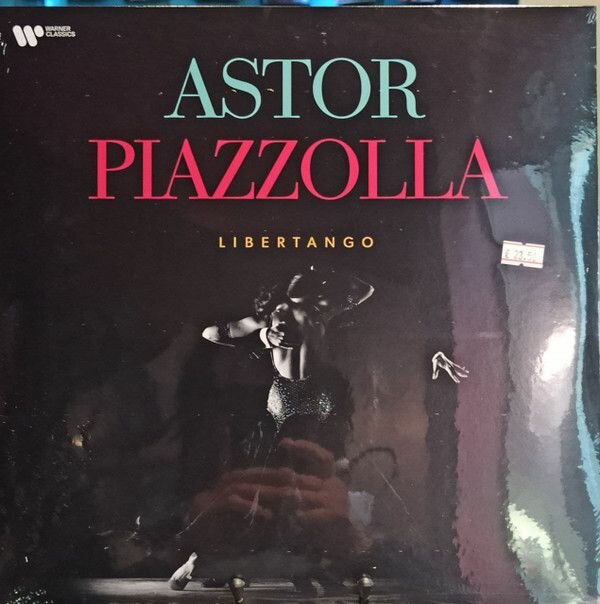 WARNER
CLASSICS
ASTOR
PIAZZOLLA
LIBERTANGO